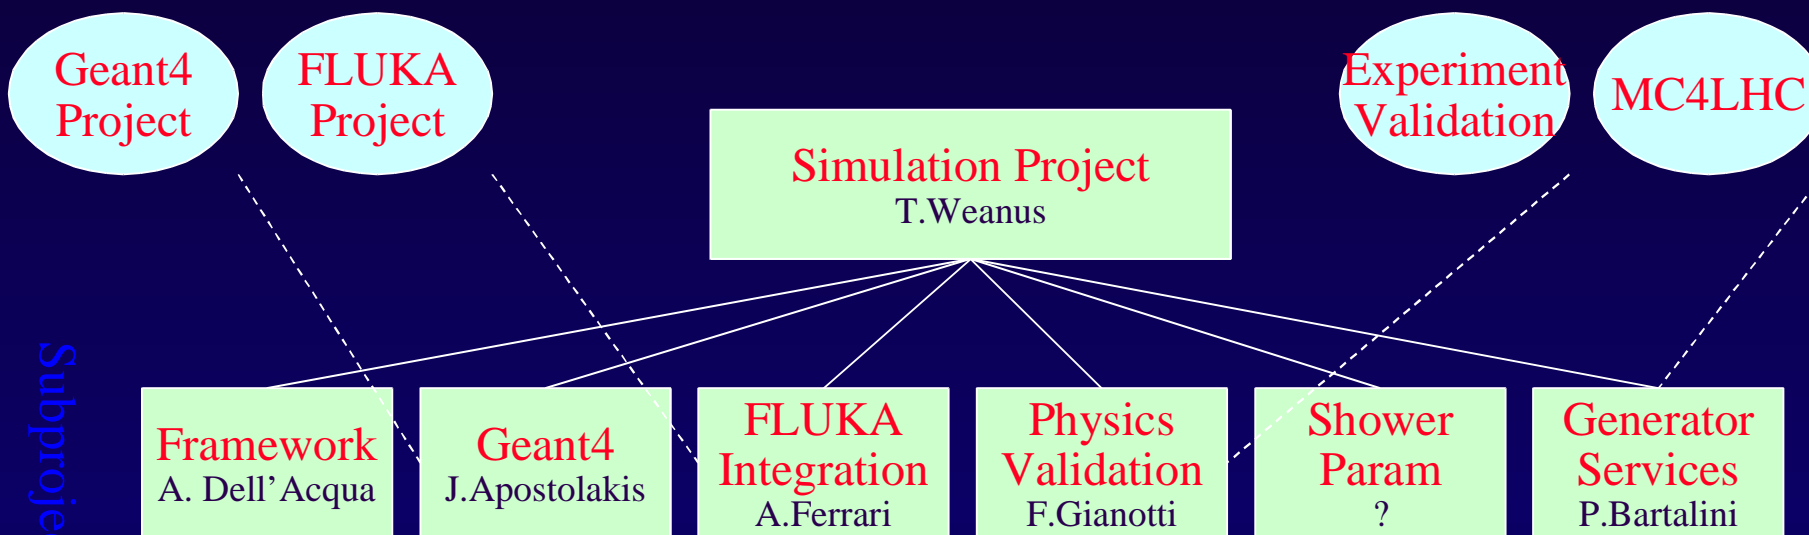 Geant4
Project
FLUKA
Project
Experiment
Validation
MC4LHC
Simulation Project
T.Weanus
Subproje
Framework
A. Dell’Acqua
Geant4
J.Apostolakis
FLUKA
Integration
A.Ferrari
Physics
Validation
F.Gianotti
Shower
Param
?
Generator
Services
P.Bartalini